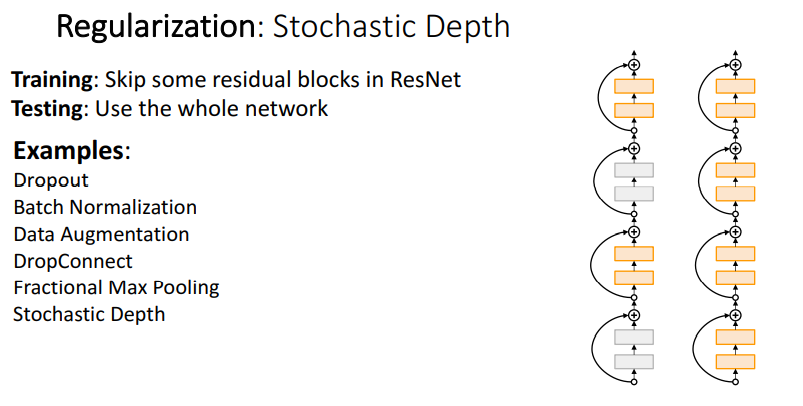 Regularization: Stochastic Depth
Training: Skip some residual blocks in ResNet
Testing: Use the whole network
Examples:
Dropout
Batch Normalization
Data Augmentation
DropConnect
Fractional Max Pooling
Stochastic Depth